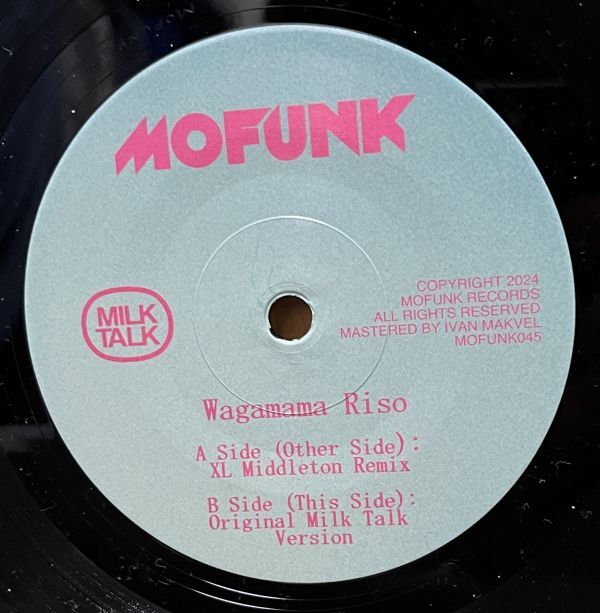 MOFUNK
MILK
TALK
COPYRIGHT 2024
MOFUNK RECORDS
ALL RIGHTS RESERVED
MASTERED BY IVAN MAKVEL
MOFUNK045
Wagamama Riso
A Side (Other Side):
XL Middleton Remix
B Side (This Side):
Original Milk Talk
Version